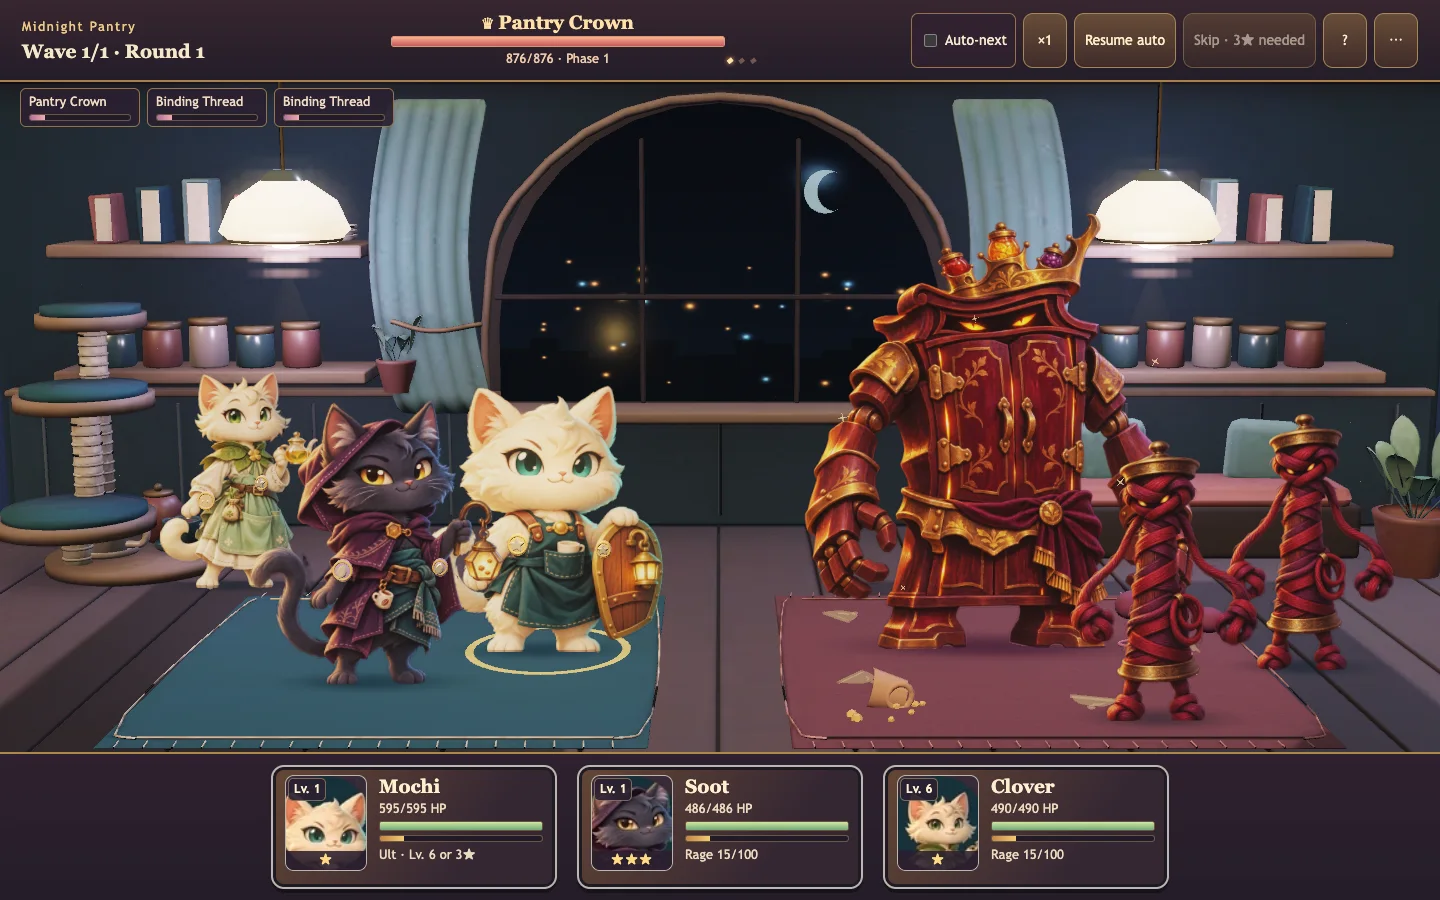 Midnight Pantry
Wave 1/1 · Round 1
♛ Pantry Crown
876/876 · Phase 1
Auto-next
×1
Resume auto
Skip · 3★ needed
?
···
Pantry Crown
Binding Thread
Binding Thread
Lv. 1
Mochi
595/595 HP
Ult · Lv. 6 or 3★
Lv. 1
Soot
486/486 HP
Rage 15/100
Lv. 6
Clover
490/490 HP
Rage 15/100